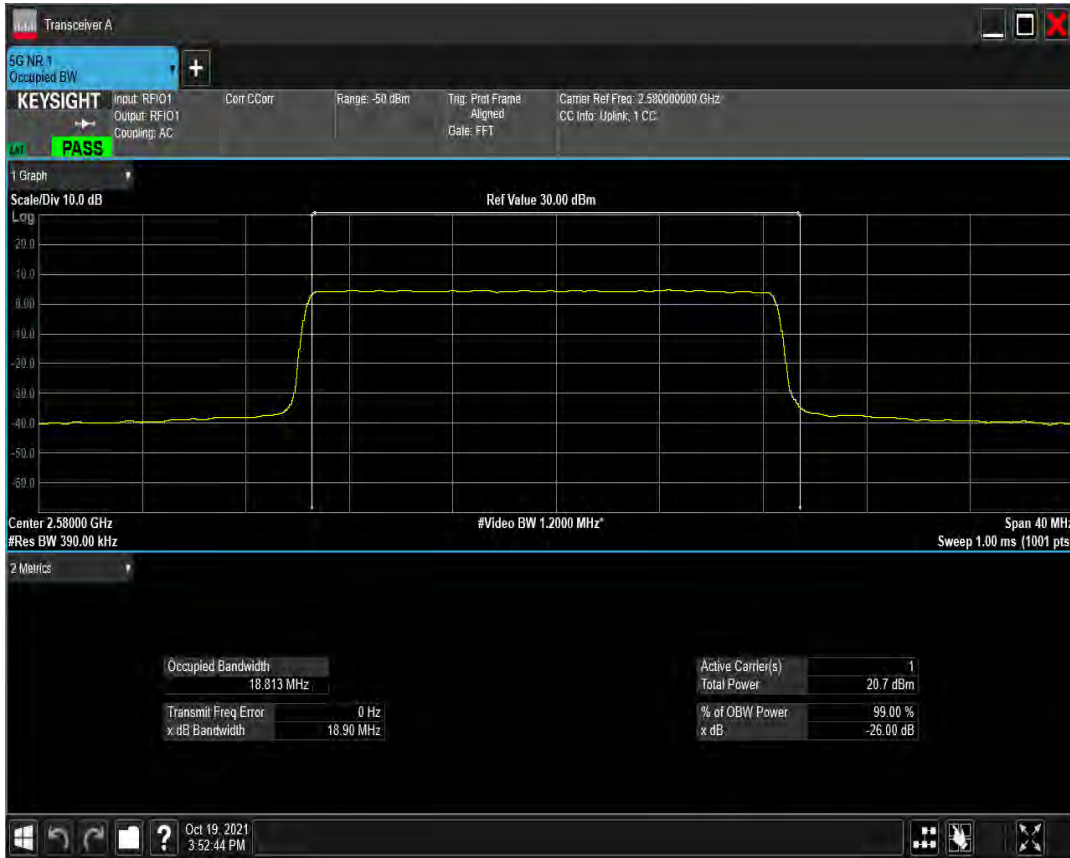 Transceiver A
5G NR 1
Occupied BW
+
KEYSIGHT
Input: RFIO1
Output: RFIO1
Coupling: AC
Corr CCorr
Range: -50 dBm
Trig: Prot Frame
Aligned
Gate: FFT
Carrier Ref Freq: 2.580000000 GHz
CC Info: Uplink, 1 CC
PASS
1 Graph
Scale/Div 10.0 dB
Ref Value 30.00 dBm
Log
20.0
10.0
0.00
-10.0
-20.0
-30.0
-40.0
-50.0
-60.0
Center 2.58000 GHz
#Video BW 1.2000 MHz*
Span 40 MHz
#Res BW 390.00 kHz
Sweep 1.00 ms (1001 pts
2 Metrics
Occupied Bandwidth
18.813 MHz
Transmit Freq Error 0 Hz
x dB Bandwidth 18.90 MHz
Active Carrier(s) 1
Total Power 20.7 dBm
% of OBW Power 99.00 %
x dB -26.00 dB
?
Oct 19, 2021
3:52:44 PM